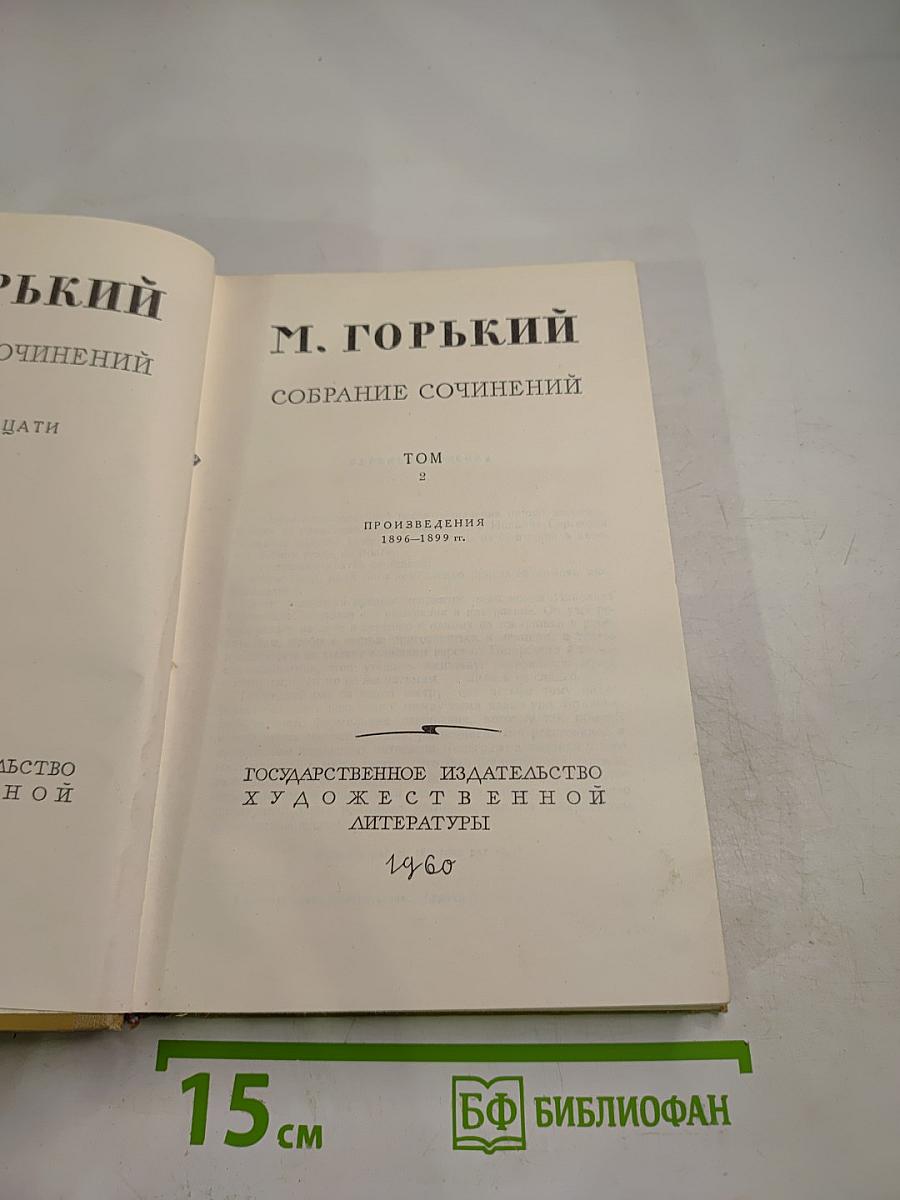 РЬКИЙ
ОЧИНЕНИЙ
ЦАТИ
ЛЬСТВО
НОЙ
М. ГОРЬКИЙ
СОБРАНИЕ СОЧИНЕНИЙ
ТОМ
2
ПРОИЗВЕДЕНИЯ
1896—1899 гг.
ГОСУДАРСТВЕННОЕ ИЗДАТЕЛЬСТВО
ХУДОЖЕСТВЕННОЙ
ЛИТЕРАТУРЫ
1960
15 см
БФ БИБЛИОФАН